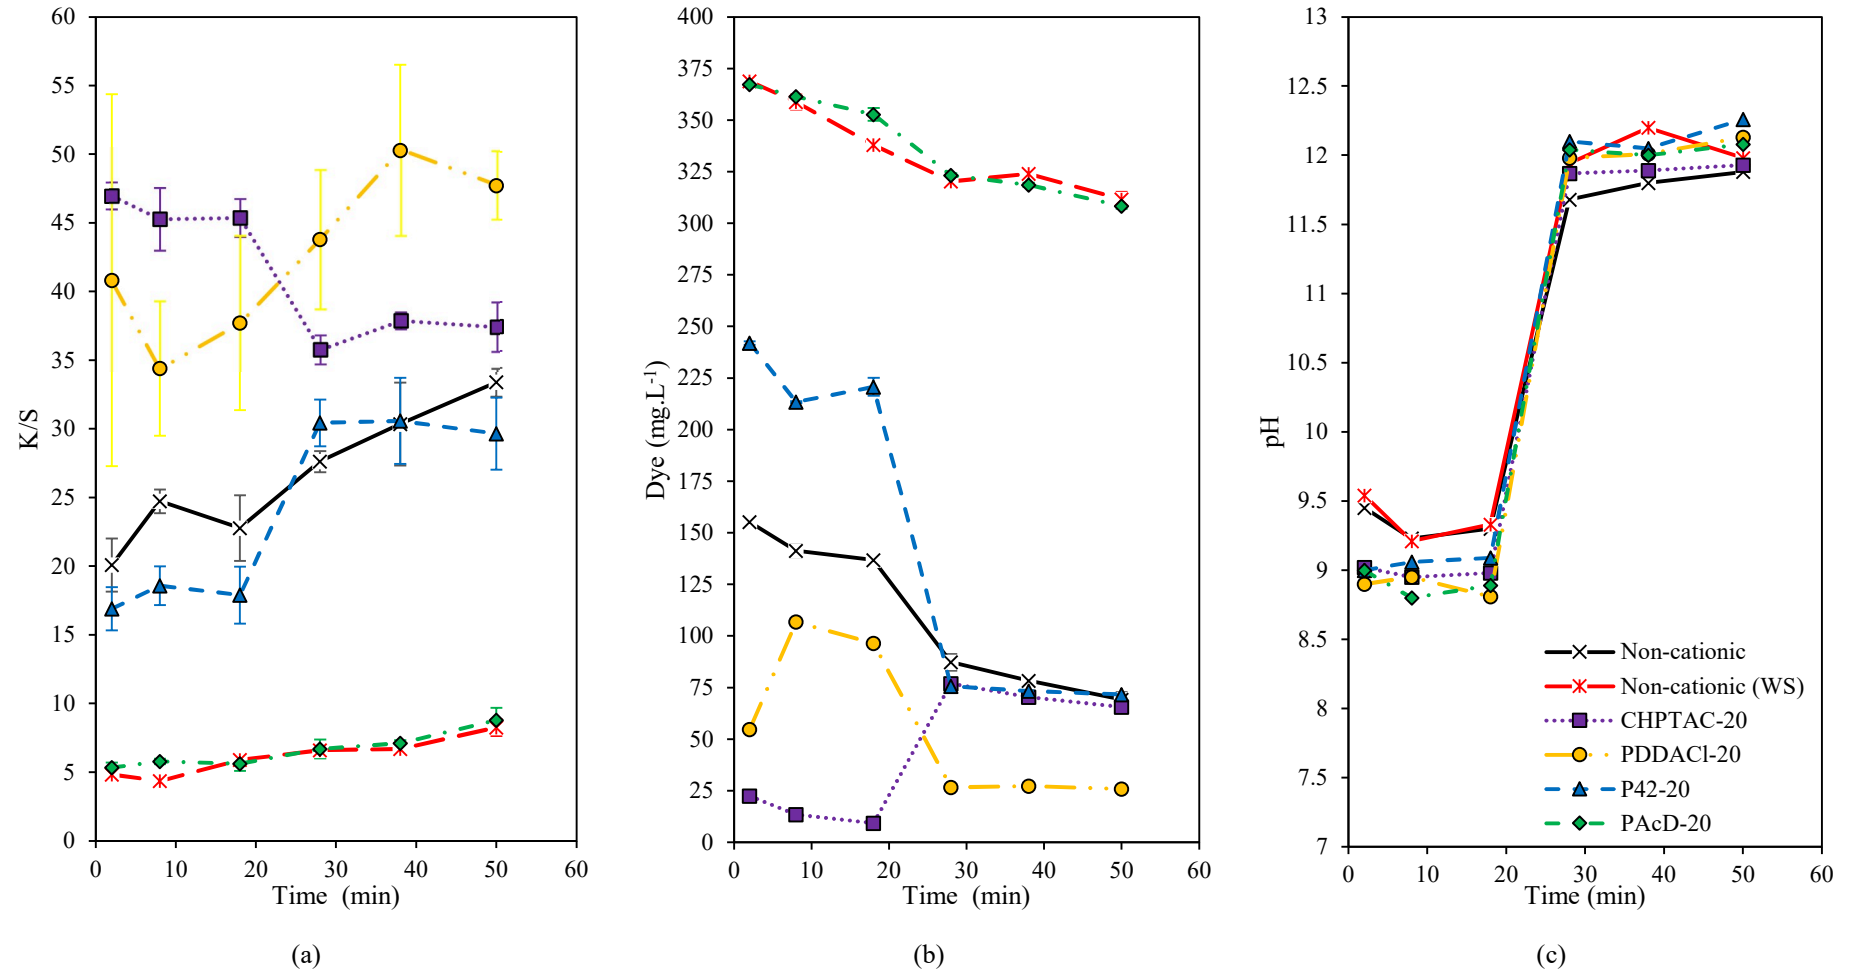 60
55
50
45
40
35
30
25
20
15
10
5
0
0 10 20 30 40 50 60
K/S
Time (min)
(a)
400
375
350
325
300
275
250
225
200
175
150
125
100
75
50
25
0
0 10 20 30 40 50 60
Dye (mg.L-1)
Time (min)
(b)
13
12.5
12
11.5
11
10.5
10
9.5
9
8.5
8
7.5
7
0 10 20 30 40 50 60
pH
Time (min)
Non-cationic
Non-cationic (WS)
CHPTAC-20
PDDACl-20
P42-20
PAcD-20
(c)